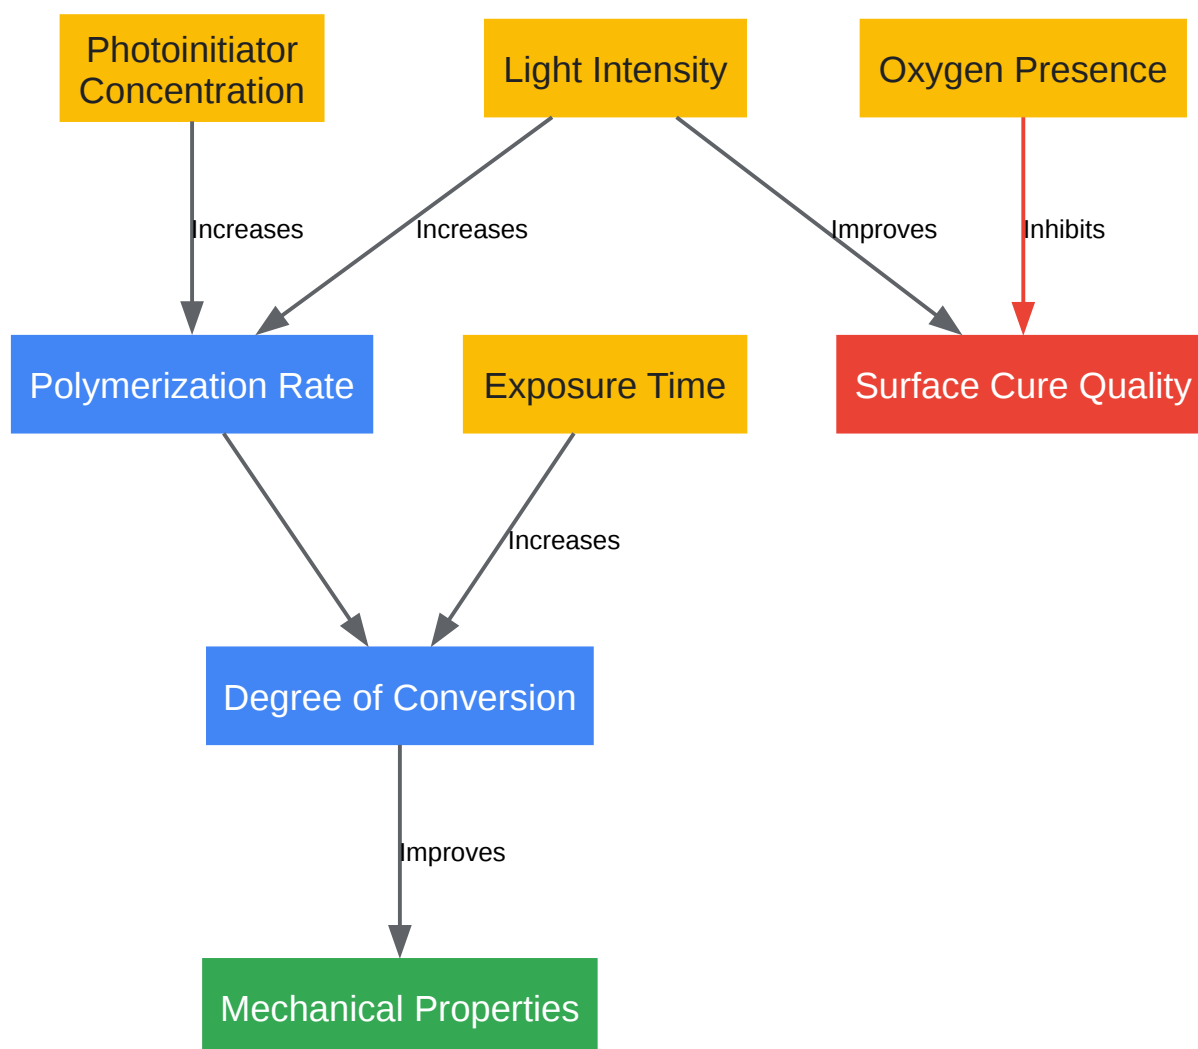 Photoinitiator
Concentration
Light Intensity
Oxygen Presence
Increases
Increases
Improves
Inhibits
Polymerization Rate
Exposure Time
Surface Cure Quality
Increases
Degree of Conversion
Improves
Mechanical Properties